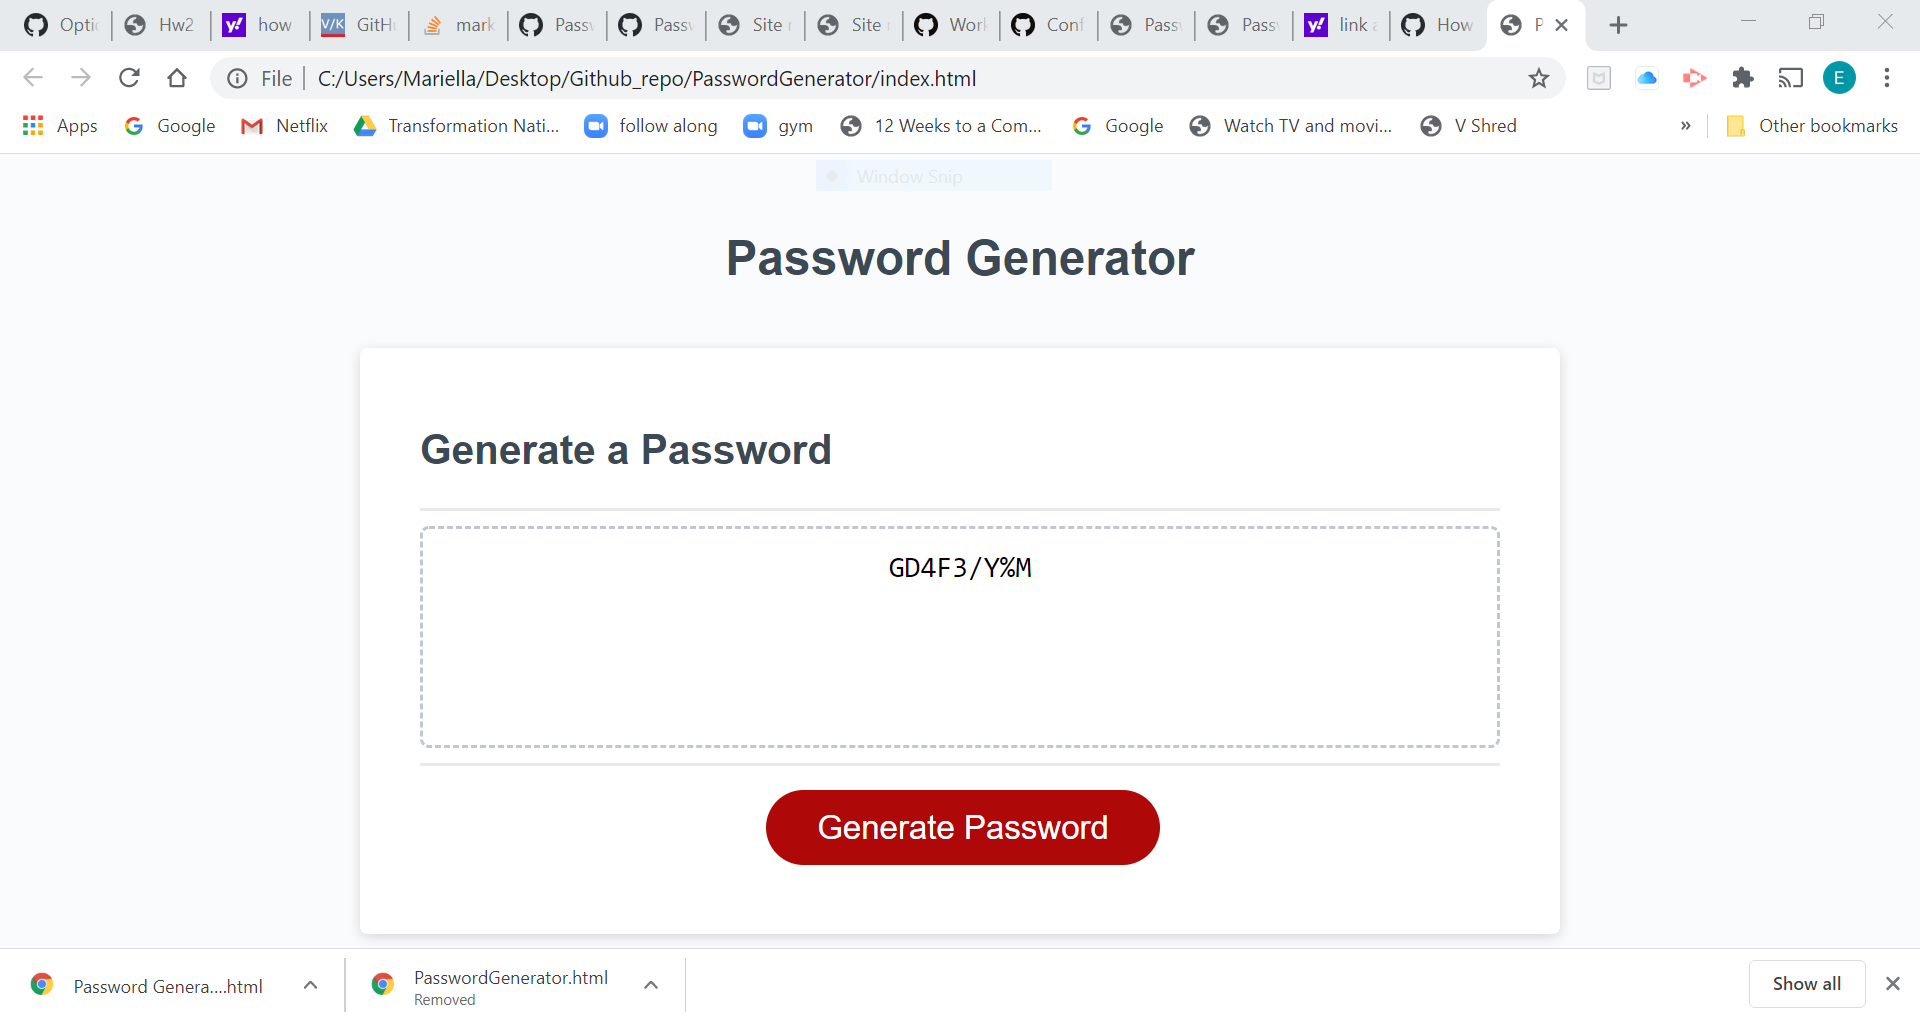 Opti Hw2 how GitH mark Pass Pass Site Site Wor Conf Pass Pass link How P
File C:/Users/Mariella/Desktop/Github_repo/PasswordGenerator/index.html E
Apps Google Netflix Transformation Nati... follow along gym 12 Weeks to a Com... Google Watch TV and movi... V Shred » Other bookmarks
Window Snip
Password Generator
Generate a Password
GD4F3/Y%M
Generate Password
Password Genera....html
PasswordGenerator.html
Removed
Show all